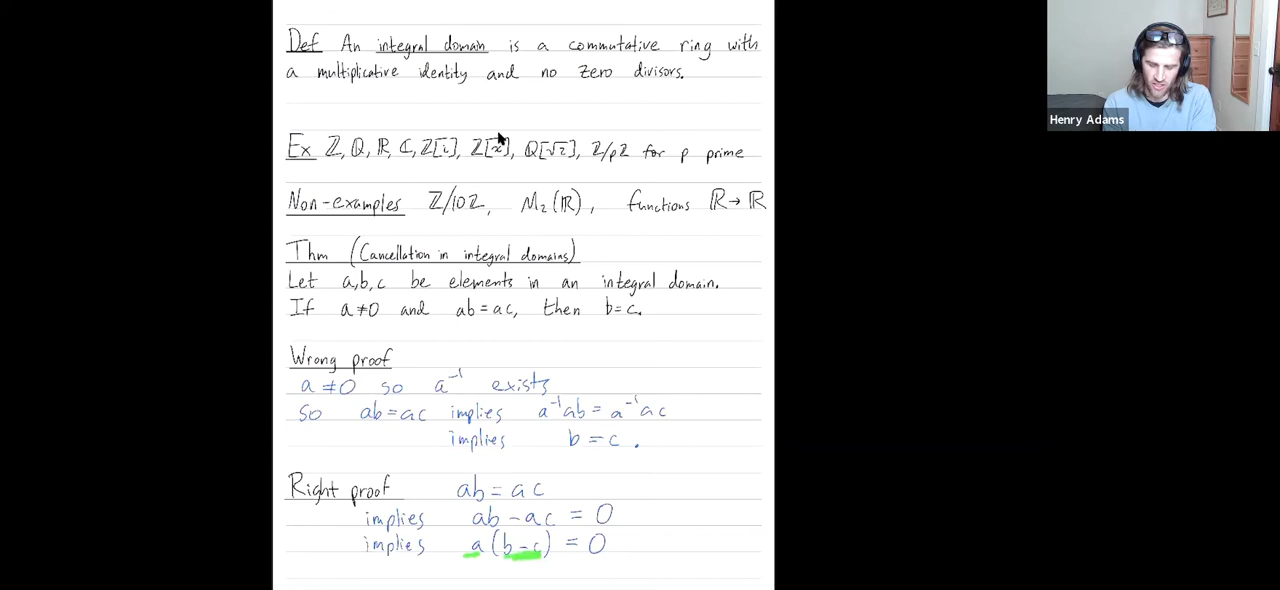 Def An integral domain is a commutative ring with
a multiplicative identity and no zero divisors.
Ex ℤ, ℚ, ℝ, ℂ, ℤ[i], ℤ[x], ℚ[√2], ℤ/pℤ for p prime
Non-examples ℤ/10ℤ, M₂(ℝ), functions ℝ→ℝ
Thm (Cancellation in integral domains)
Let a,b,c be elements in an integral domain.
If a≠0 and ab=ac, then b=c.
Wrong proof
a≠0 so a⁻¹ exists
so ab=ac implies a⁻¹ab=a⁻¹ac
implies b=c.
Right proof ab=ac
implies ab-ac=0
implies a(b-c)=0
Henry Adams